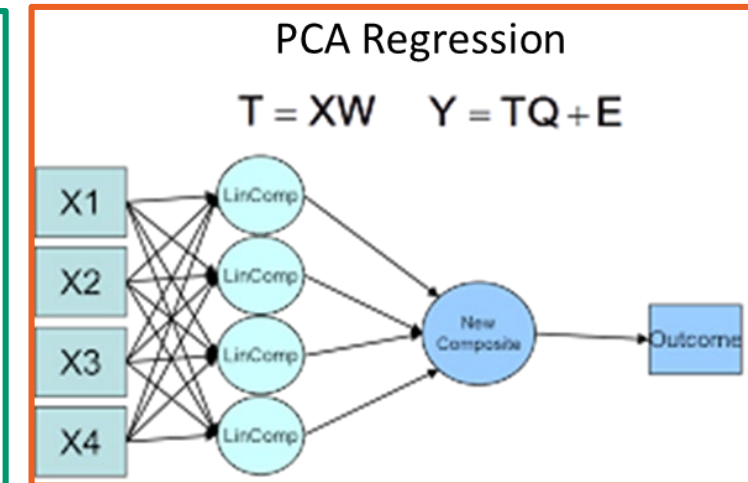 PCA Regression
T = XW Y = TQ + E
X1
X2
X3
X4
LinComp
LinComp
LinComp
LinComp
New
Composite
Outcome